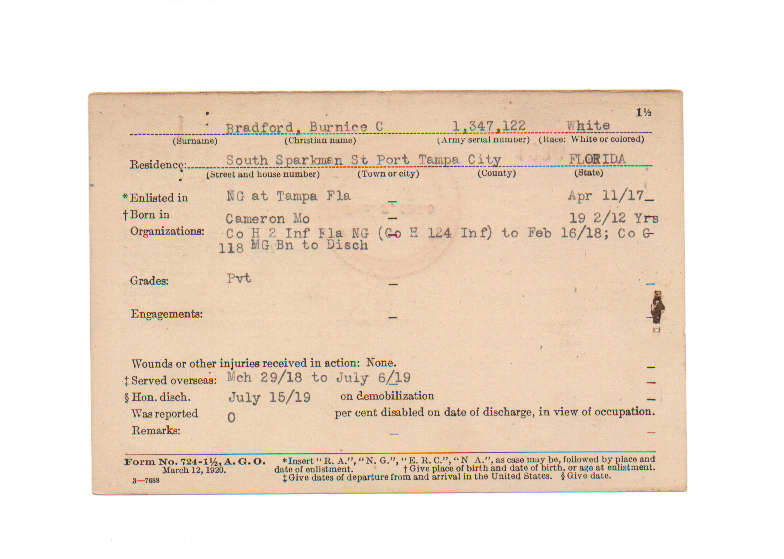 1½
Bradford, Burnice C 1,347,122 White
(Surname) (Christian name) (Army serial number) (Race: White or colored)
Residence: South Sparkman St Port Tampa City FLORIDA
(Street and house number) (Town or city) (County) (State)
*Enlisted in NG at Tampa Fla Apr 11/17
†Born in Cameron Mo 19 2/12 Yrs
Organizations: Co H 2 Inf Fla NG (Co H 124 Inf) to Feb 16/18; Co G
118 MG Bn to Disch
Grades: Pvt
Engagements:
Wounds or other injuries received in action: None.
‡Served overseas: Mch 29/18 to July 6/19
§Hon. disch. July 15/19 on demobilization
Was reported 0 per cent disabled on date of discharge, in view of occupation.
Remarks:
Form No. 724-1½, A. G. O. *Insert "R. A.", "N. G.", "E. R. C.", "N A.", as case may be, followed by place and
March 12, 1920. date of enlistment. †Give place of birth and date of birth, or age at enlistment.
3—7688 ‡Give dates of departure from and arrival in the United States. §Give date.